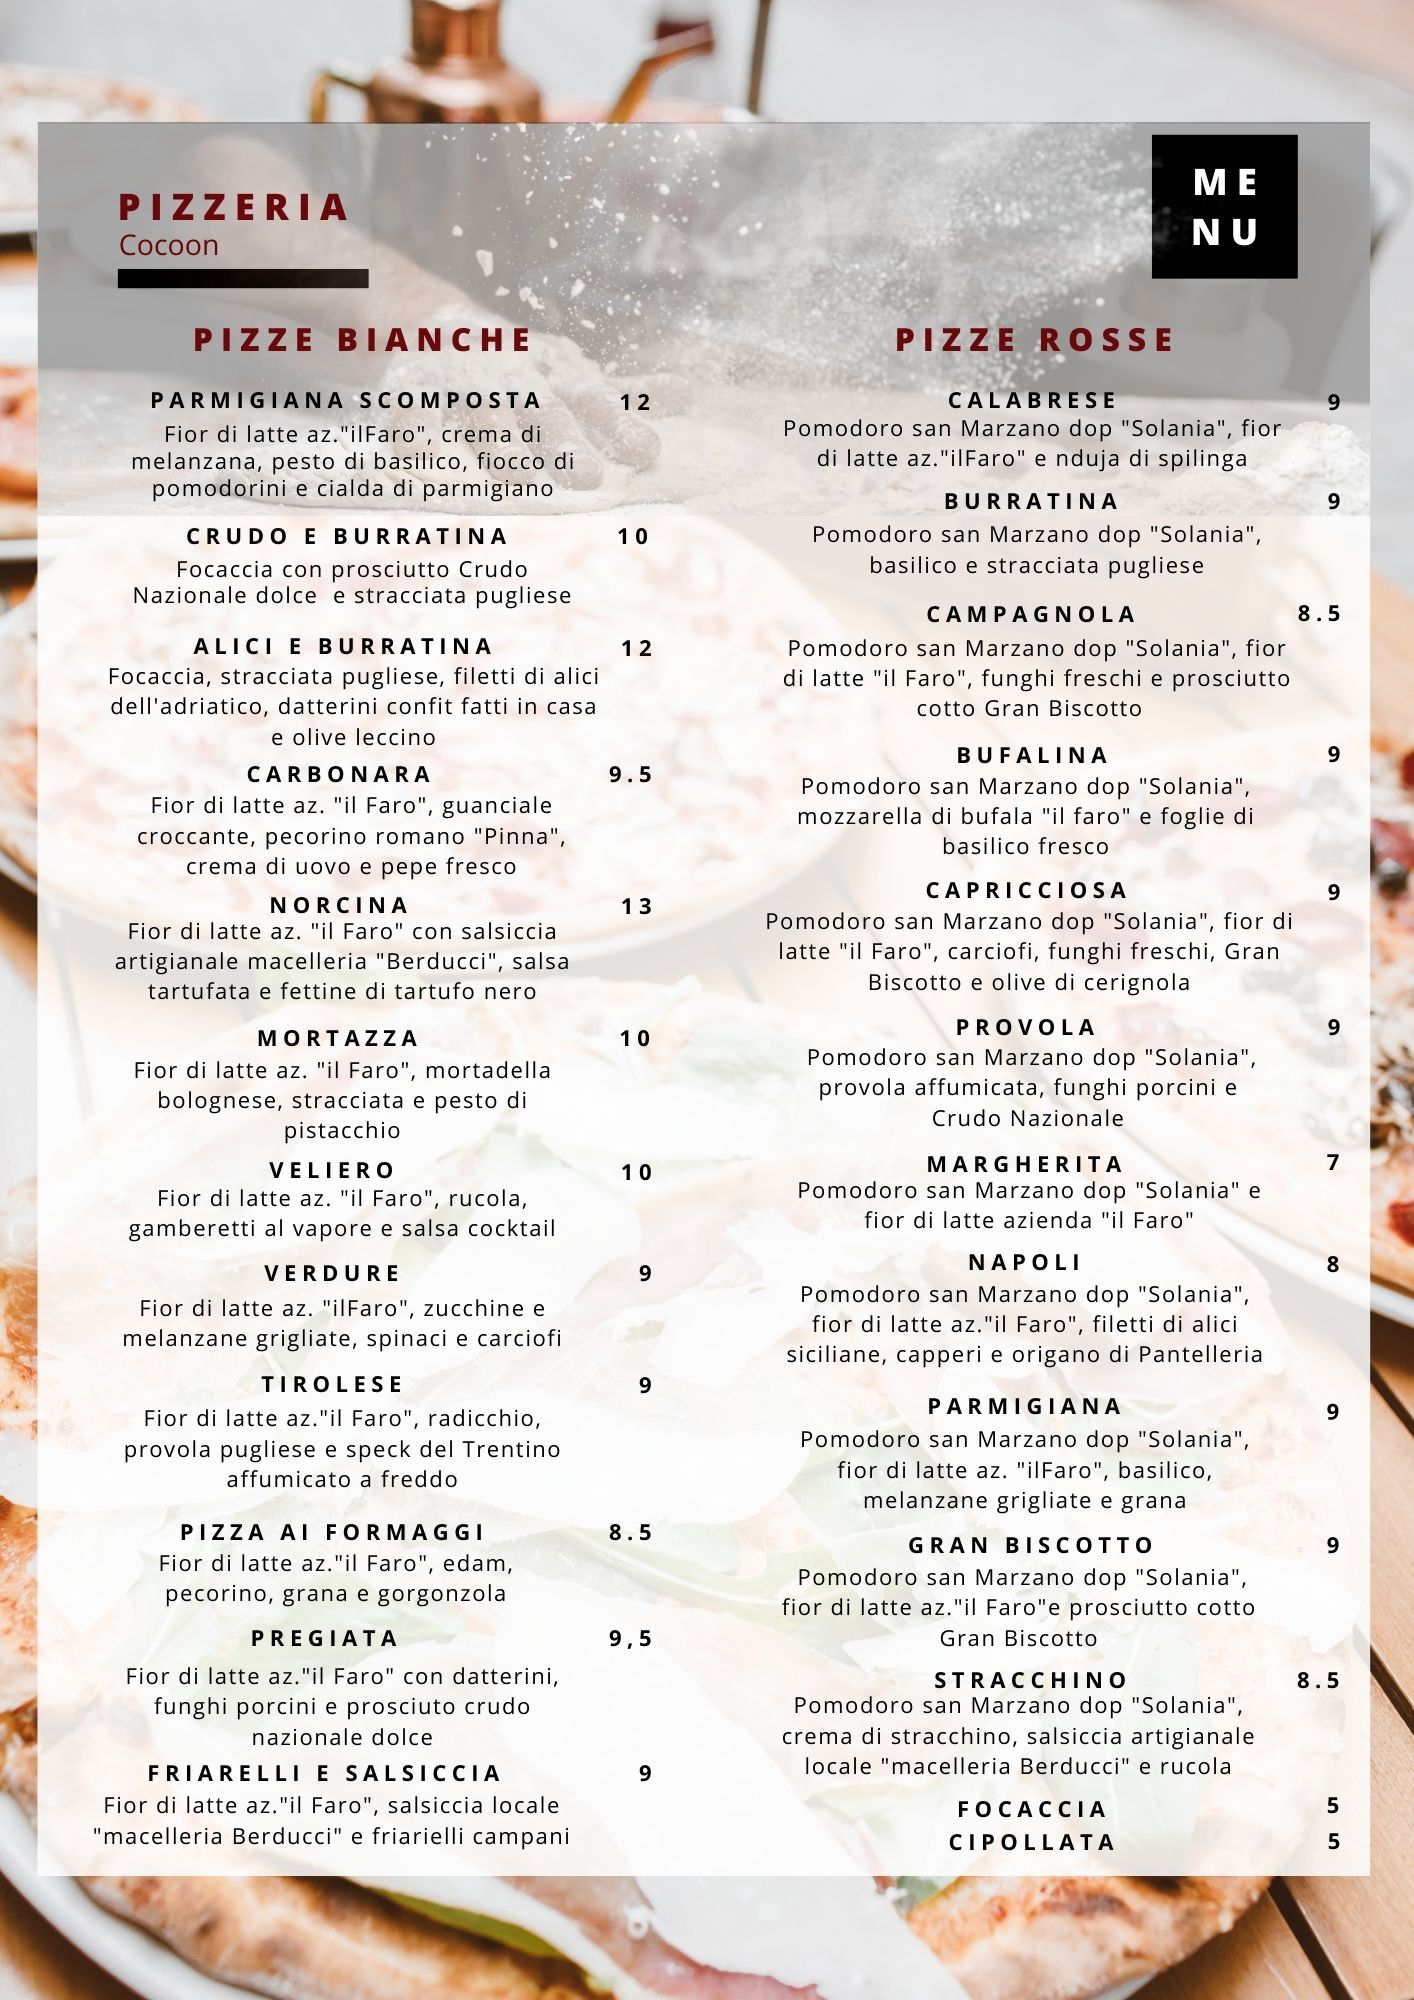 PIZZERIA
Cocoon
ME
NU
PIZZE BIANCHE
PARMIGIANA SCOMPOSTA 12
Fior di latte az."ilFaro", crema di
melanzana, pesto di basilico, fiocco di
pomodorini e cialda di parmigiano
CRUDO E BURRATINA 10
Focaccia con prosciutto Crudo
Nazionale dolce e stracciata pugliese
ALICI E BURRATINA 12
Focaccia, stracciata pugliese, filetti di alici
dell'adriatico, datterini confit fatti in casa
e olive leccino
CARBONARA 9.5
Fior di latte az. "il Faro", guanciale
croccante, pecorino romano "Pinna",
crema di uovo e pepe fresco
NORCINA 13
Fior di latte az. "il Faro" con salsiccia
artigianale macelleria "Berducci", salsa
tartufata e fettine di tartufo nero
MORTAZZA 10
Fior di latte az. "il Faro", mortadella
bolognese, stracciata e pesto di
pistacchio
VELIERO 10
Fior di latte az. "il Faro", rucola,
gamberetti al vapore e salsa cocktail
VERDURE 9
Fior di latte az. "ilFaro", zucchine e
melanzane grigliate, spinaci e carciofi
TIROLESE 9
Fior di latte az."il Faro", radicchio,
provola pugliese e speck del Trentino
affumicato a freddo
PIZZA AI FORMAGGI 8.5
Fior di latte az."il Faro", edam,
pecorino, grana e gorgonzola
PREGIATA 9,5
Fior di latte az."il Faro" con datterini,
funghi porcini e prosciuto crudo
nazionale dolce
FRIARELLI E SALSICCIA 9
Fior di latte az."il Faro", salsiccia locale
"macelleria Berducci" e friarielli campani
PIZZE ROSSE
CALABRESE 9
Pomodoro san Marzano dop "Solania", fior
di latte az."ilFaro" e nduja di spilinga
BURRATINA 9
Pomodoro san Marzano dop "Solania",
basilico e stracciata pugliese
CAMPAGNOLA 8.5
Pomodoro san Marzano dop "Solania", fior
di latte "il Faro", funghi freschi e prosciutto
cotto Gran Biscotto
BUFALINA 9
Pomodoro san Marzano dop "Solania",
mozzarella di bufala "il faro" e foglie di
basilico fresco
CAPRICCIOSA 9
Pomodoro san Marzano dop "Solania", fior di
latte "il Faro", carciofi, funghi freschi, Gran
Biscotto e olive di cerignola
PROVOLA 9
Pomodoro san Marzano dop "Solania",
provola affumicata, funghi porcini e
Crudo Nazionale
MARGHERITA 7
Pomodoro san Marzano dop "Solania" e
fior di latte azienda "il Faro"
NAPOLI 8
Pomodoro san Marzano dop "Solania",
fior di latte az."il Faro", filetti di alici
siciliane, capperi e origano di Pantelleria
PARMIGIANA 9
Pomodoro san Marzano dop "Solania",
fior di latte az. "ilFaro", basilico,
melanzane grigliate e grana
GRAN BISCOTTO 9
Pomodoro san Marzano dop "Solania",
fior di latte az."il Faro"e prosciutto cotto
Gran Biscotto
STRACCHINO 8.5
Pomodoro san Marzano dop "Solania",
crema di stracchino, salsiccia artigianale
locale "macelleria Berducci" e rucola
FOCACCIA 5
CIPOLLATA 5